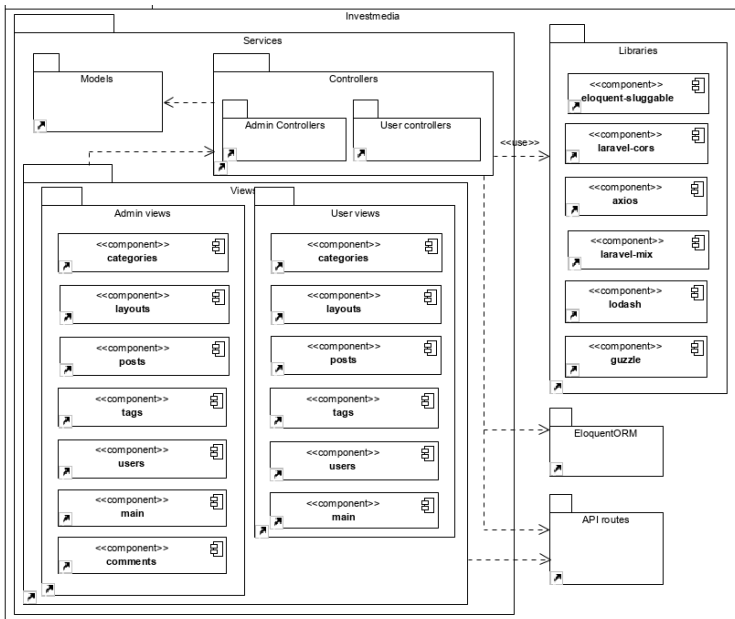 Investmedia
Services
Models
Controllers
Admin Controllers
User controllers
<<use>>
Views
Admin views
<<component>>
categories
<<component>>
layouts
<<component>>
posts
<<component>>
tags
<<component>>
users
<<component>>
main
<<component>>
comments
User views
<<component>>
categories
<<component>>
layouts
<<component>>
posts
<<component>>
tags
<<component>>
users
<<component>>
main
Libraries
<<component>>
eloquent-sluggable
<<component>>
laravel-cors
<<component>>
axios
<<component>>
laravel-mix
<<component>>
lodash
<<component>>
guzzle
EloquentORM
API routes